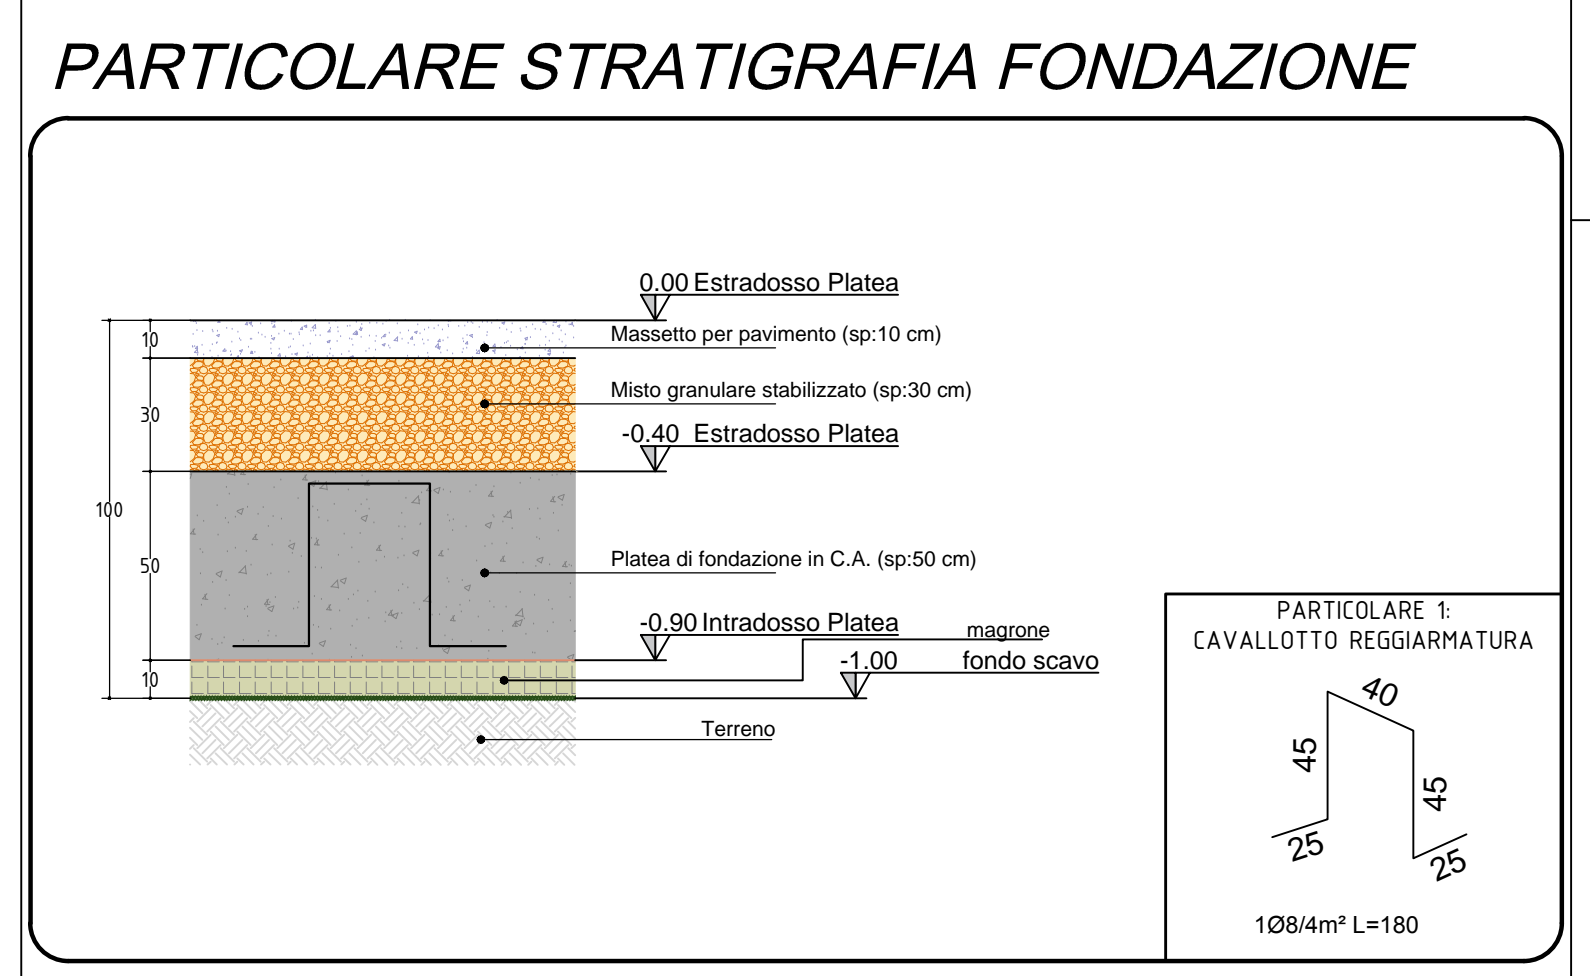 PARTICOLARE STRATIGRAFIA FONDAZIONE
0.00 Estradosso Platea
10
Massetto per pavimento (sp:10 cm)
30
Misto granulare stabilizzato (sp:30 cm)
-0.40 Estradosso Platea
100
50
Platea di fondazione in C.A. (sp:50 cm)
-0.90 Intradosso Platea
magrone
-1.00 fondo scavo
10
Terreno
PARTICOLARE 1:
CAVALLOTTO REGGIARMATURA
40
45
45
25
25
1Ø8/4m² L=180